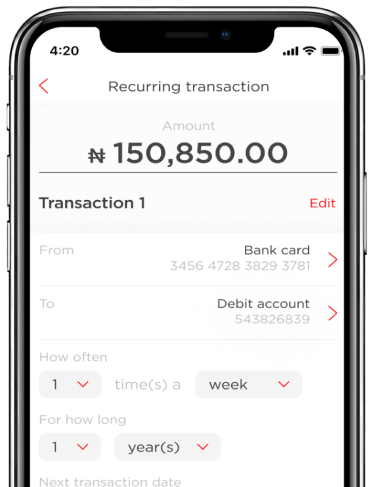 4:20
Recurring transaction
Amount
₦ 150,850.00
Transaction 1 Edit
From Bank card
3456 4728 3829 3781
To Debit account
543826839
How often
1 time(s) a week
For how long
1 year(s)
Next transaction date